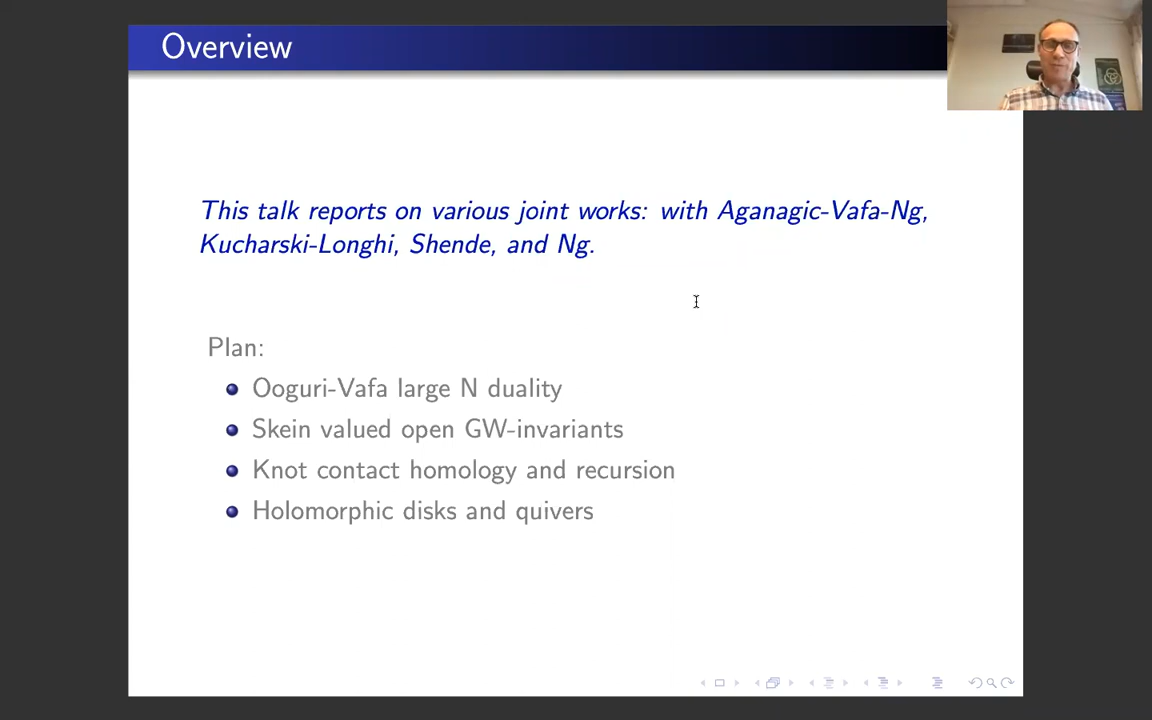 Overview
This talk reports on various joint works: with Aganagic-Vafa-Ng,
Kucharski-Longhi, Shende, and Ng.
Plan:
Ooguri-Vafa large N duality
Skein valued open GW-invariants
Knot contact homology and recursion
Holomorphic disks and quivers